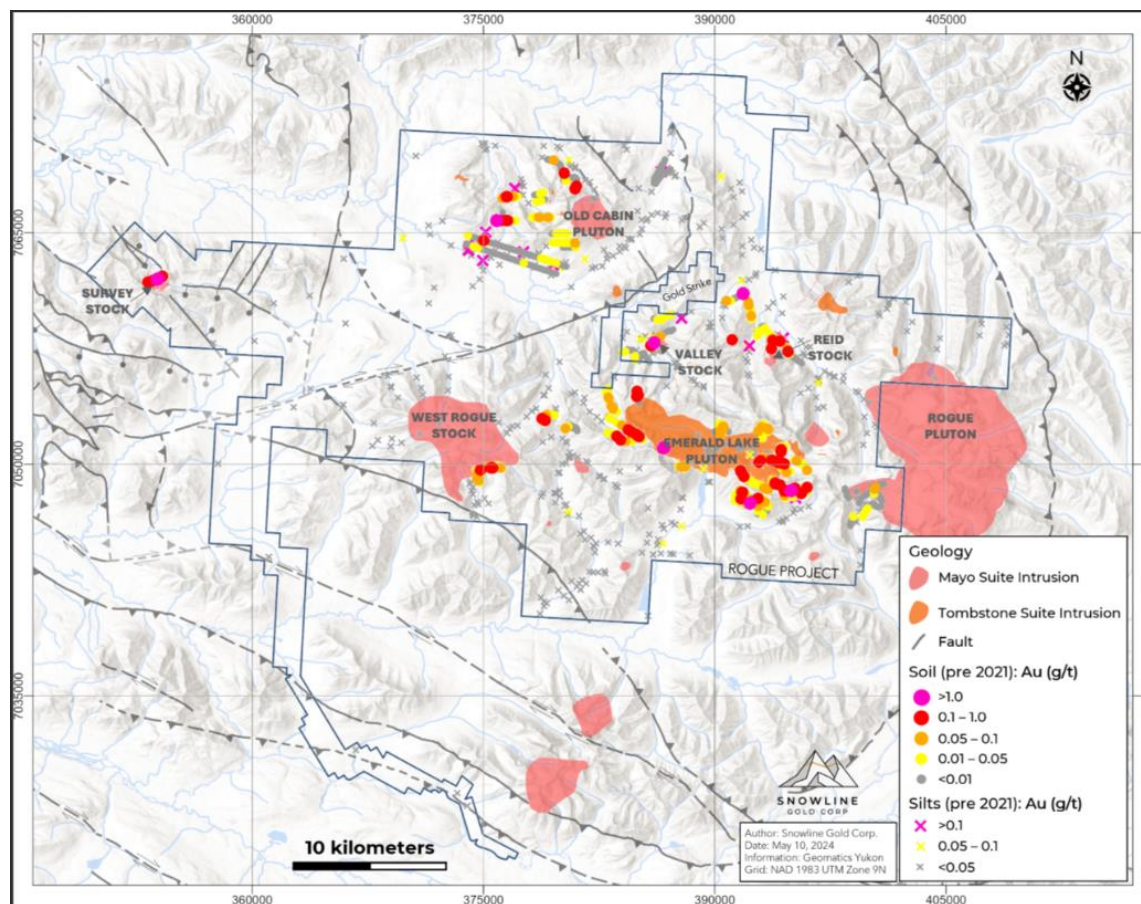 360000
375000
390000
405000
N
OLD CABIN
PLUTON
7065000
SURVEY
STOCK
Gold Strike
VALLEY
STOCK
REID
STOCK
WEST ROGUE
STOCK
EMERALD LAKE
PLUTON
ROGUE
PLUTON
7050000
ROGUE PROJECT
7035000
Geology
Mayo Suite Intrusion
Tombstone Suite Intrusion
Fault
Soil (pre 2021): Au (g/t)
>1.0
0.1 – 1.0
0.05 – 0.1
0.01 – 0.05
<0.01
Silts (pre 2021): Au (g/t)
>0.1
0.05 – 0.1
<0.05
SNOWLINE
GOLD CORP
Author: Snowline Gold Corp.
Date: May 10, 2024
Information: Geomatics Yukon
Grid: NAD 1983 UTM Zone 9N
10 kilometers
360000
375000
390000
405000